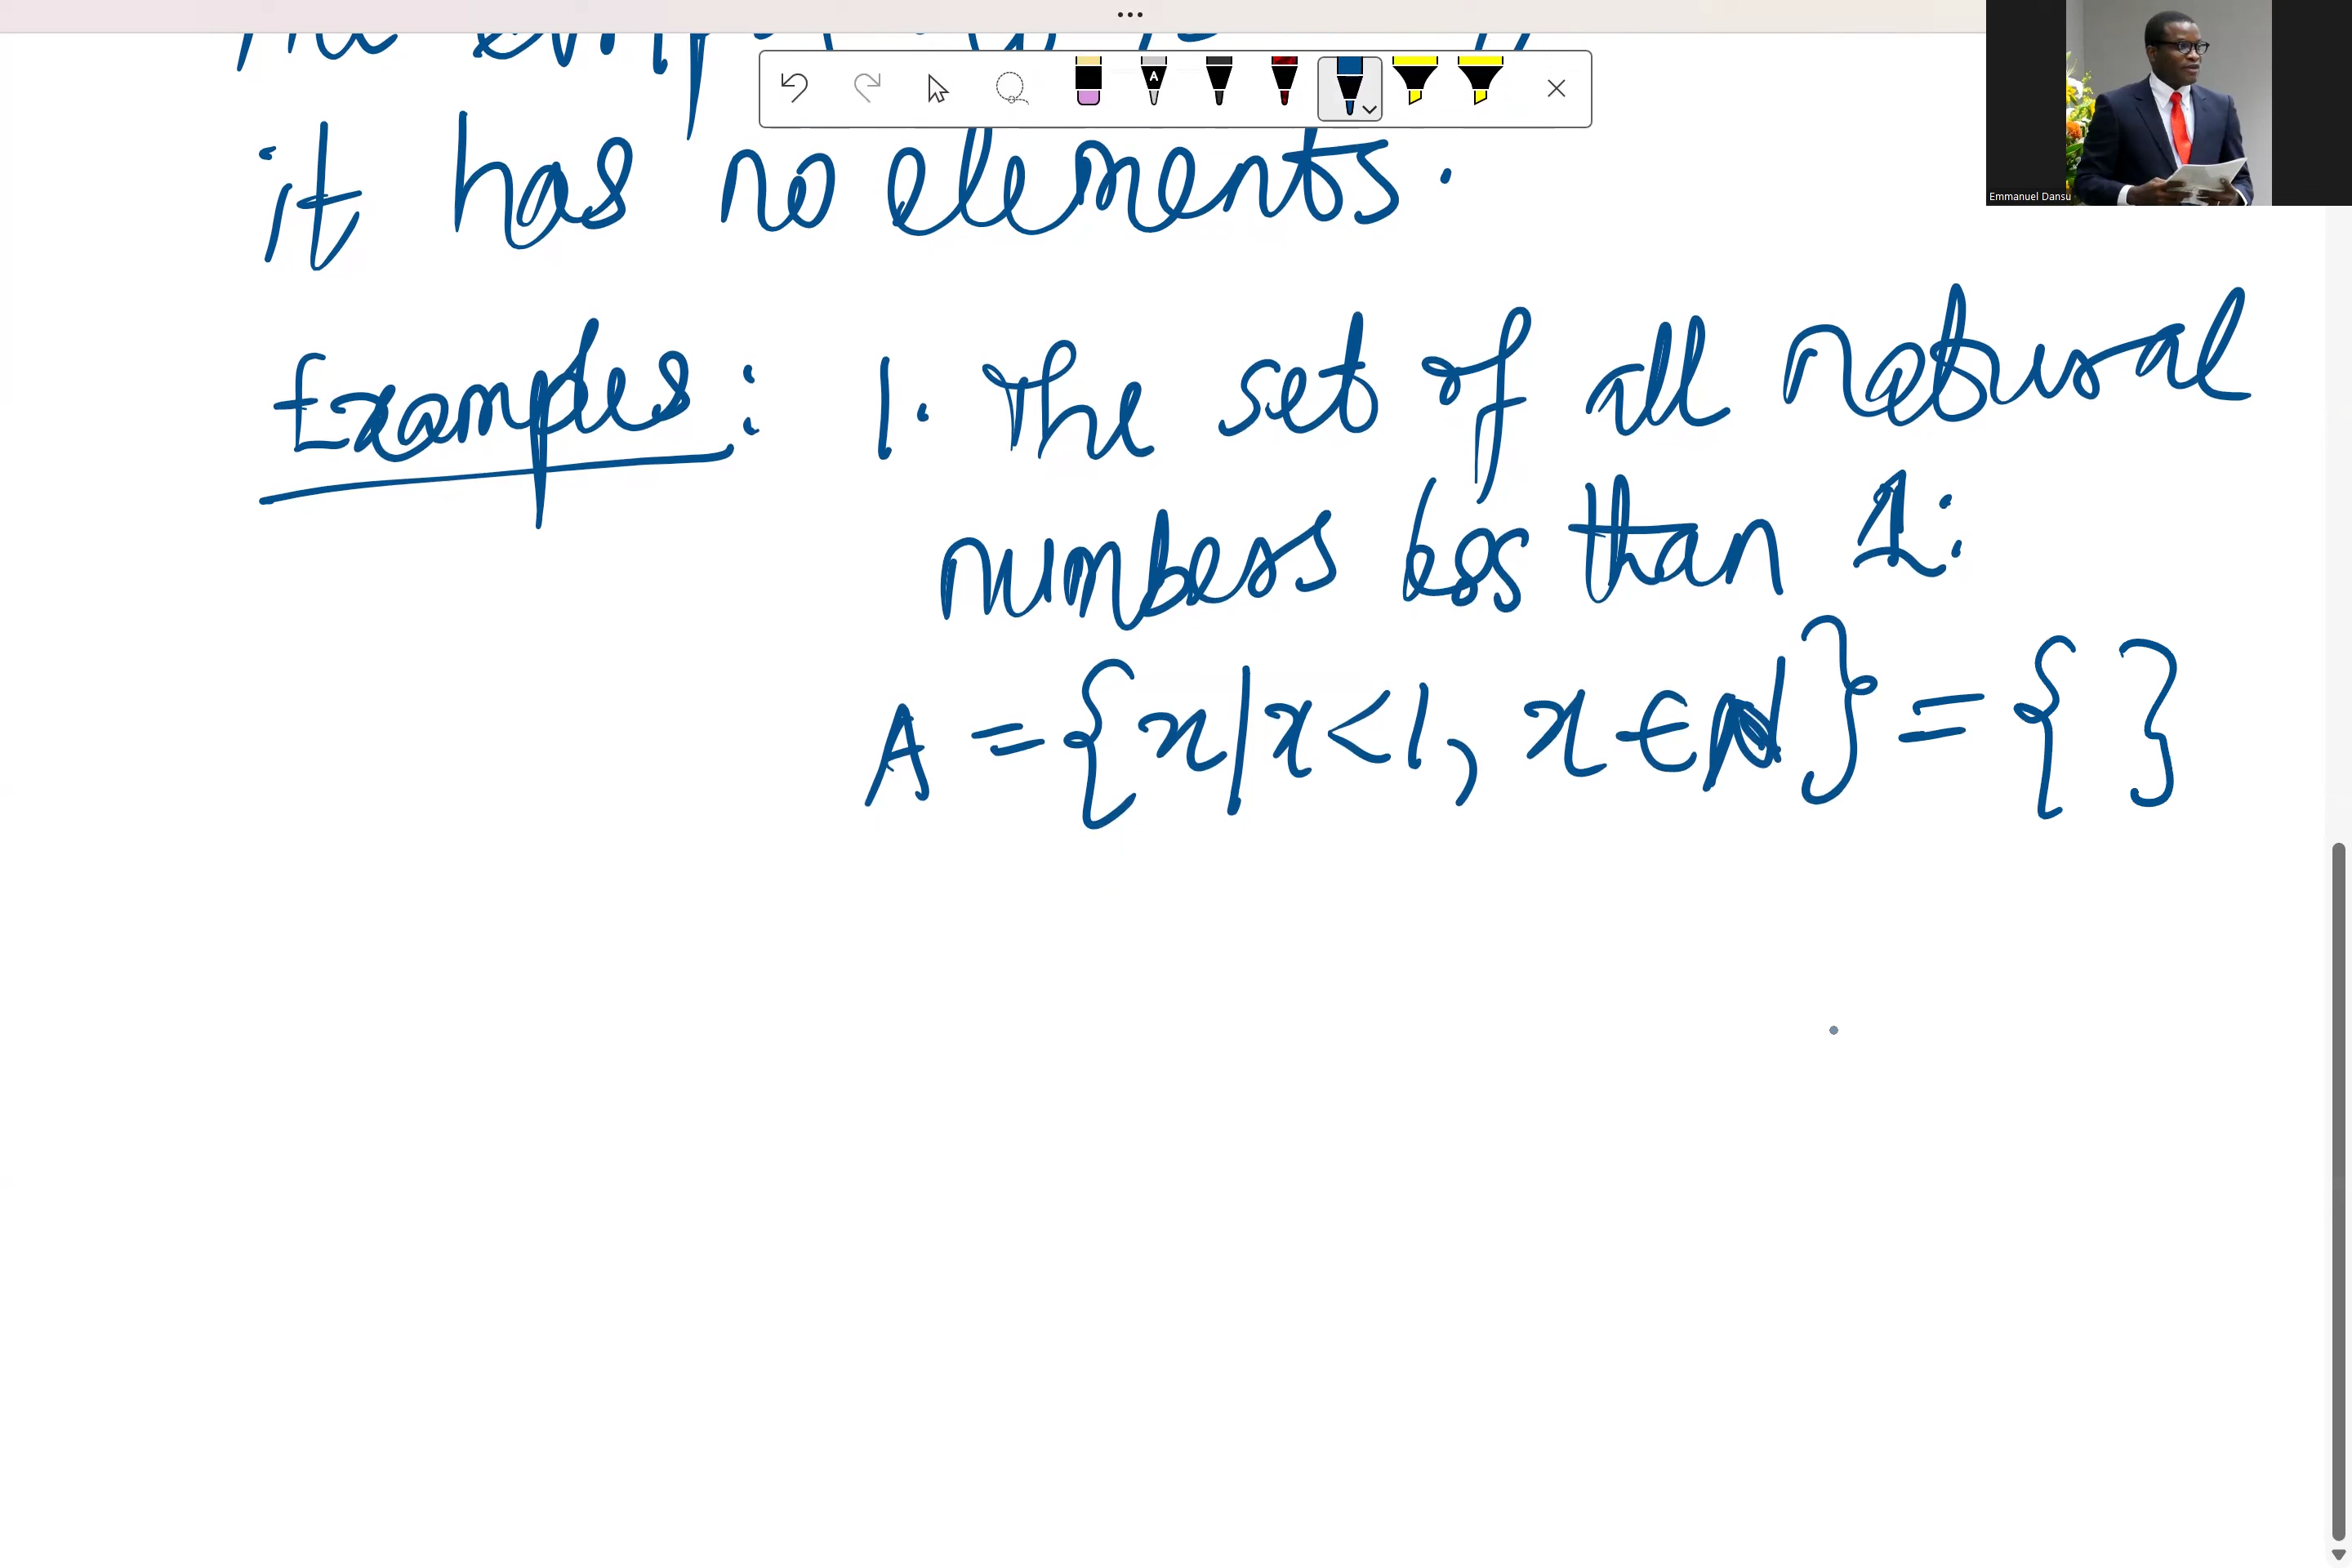 it has no elements.
Emmanuel Dansu
Examples: 1. The set of all natural
numbers less than 1:
A = {x|x<1, x∈ℕ} = { }